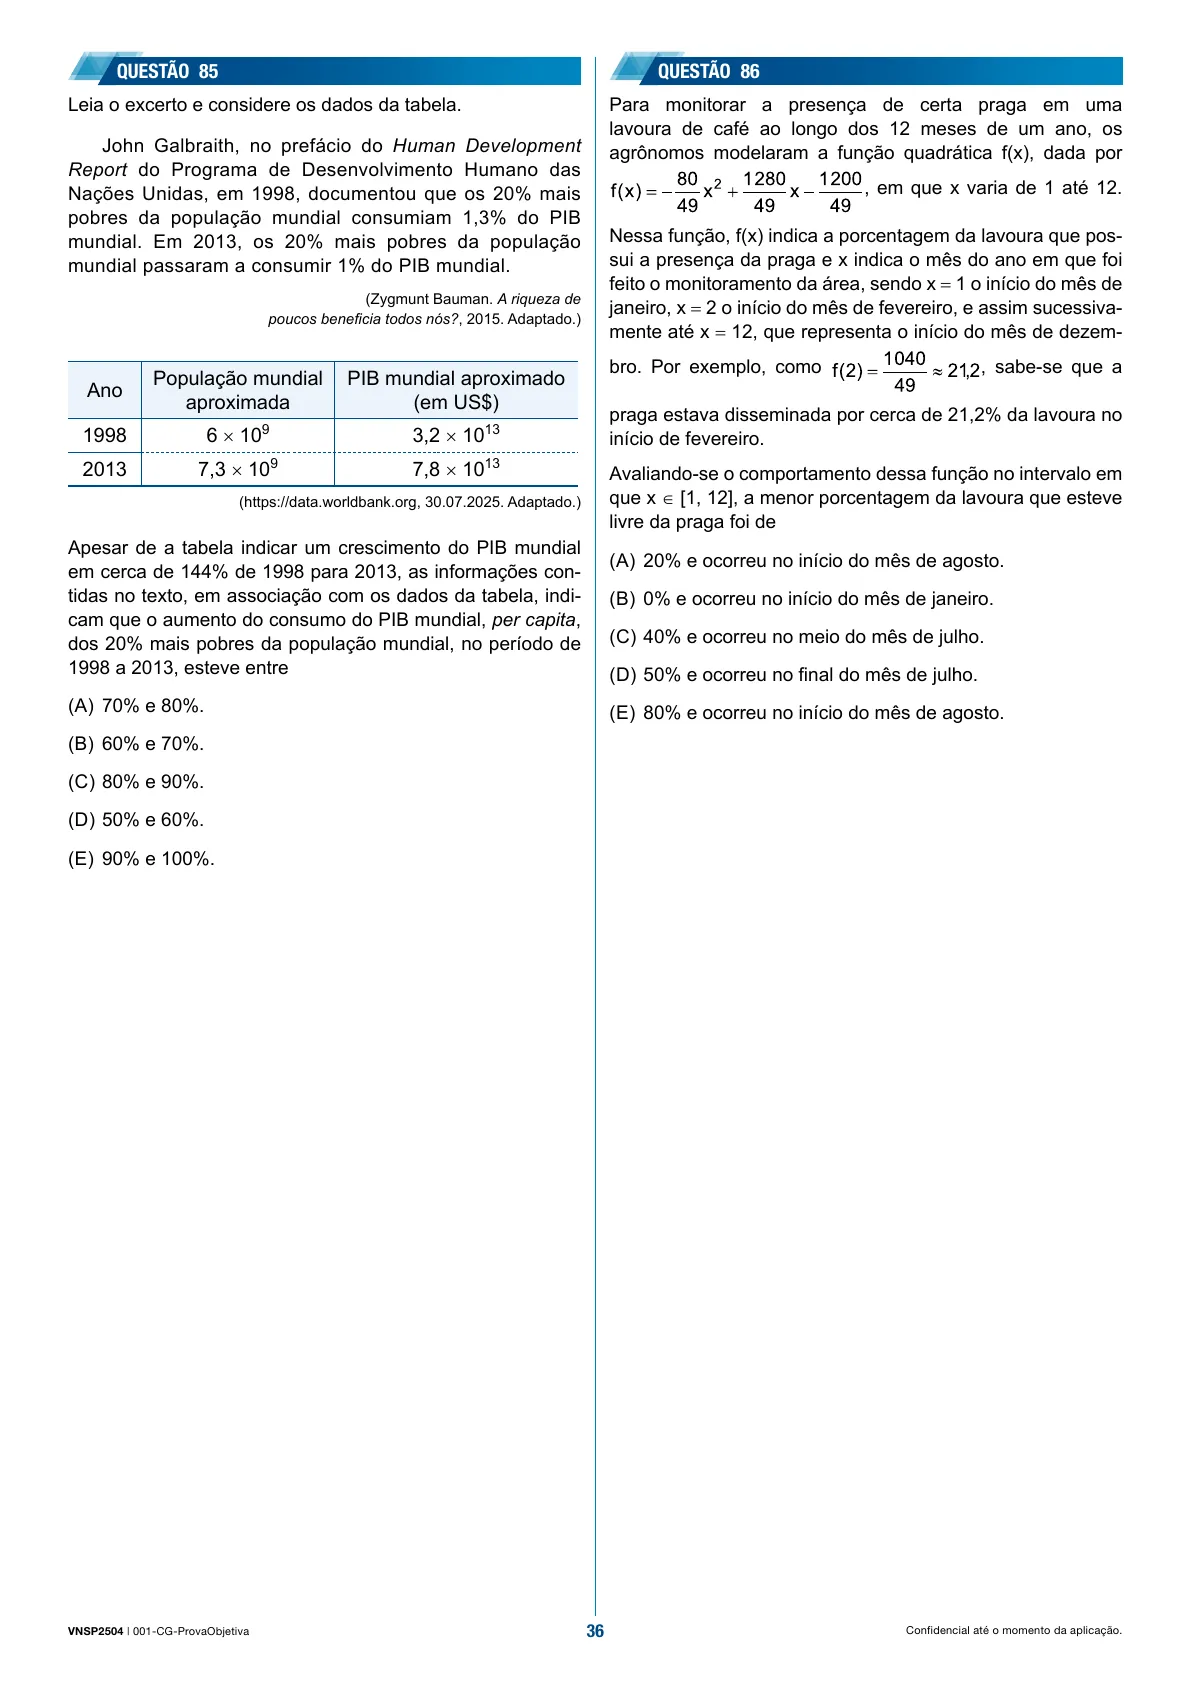 QUESTÃO 85
Leia o excerto e considere os dados da tabela.
John Galbraith, no prefácio do Human Development
Report do Programa de Desenvolvimento Humano das
Nações Unidas, em 1998, documentou que os 20% mais
pobres da população mundial consumiam 1,3% do PIB
mundial. Em 2013, os 20% mais pobres da população
mundial passaram a consumir 1% do PIB mundial.
(Zygmunt Bauman. A riqueza de
poucos beneficia todos nós?, 2015. Adaptado.)
Ano | População mundial aproximada | PIB mundial aproximado (em US$)
1998 | 6 × 10⁹ | 3,2 × 10¹³
2013 | 7,3 × 10⁹ | 7,8 × 10¹³
(https://data.worldbank.org, 30.07.2025. Adaptado.)
Apesar de a tabela indicar um crescimento do PIB mundial
em cerca de 144% de 1998 para 2013, as informações con-
tidas no texto, em associação com os dados da tabela, indi-
cam que o aumento do consumo do PIB mundial, per capita,
dos 20% mais pobres da população mundial, no período de
1998 a 2013, esteve entre
(A) 70% e 80%.
(B) 60% e 70%.
(C) 80% e 90%.
(D) 50% e 60%.
(E) 90% e 100%.
QUESTÃO 86
Para monitorar a presença de certa praga em uma
lavoura de café ao longo dos 12 meses de um ano, os
agrônomos modelaram a função quadrática f(x), dada por
f(x) = −80/49 x² + 1280/49 x − 1200/49, em que x varia de 1 até 12.
Nessa função, f(x) indica a porcentagem da lavoura que pos-
sui a presença da praga e x indica o mês do ano em que foi
feito o monitoramento da área, sendo x = 1 o início do mês de
janeiro, x = 2 o início do mês de fevereiro, e assim sucessiva-
mente até x = 12, que representa o início do mês de dezem-
bro. Por exemplo, como f(2) = 1040/49 ≈ 21,2, sabe-se que a
praga estava disseminada por cerca de 21,2% da lavoura no
início de fevereiro.
Avaliando-se o comportamento dessa função no intervalo em
que x ∈ [1, 12], a menor porcentagem da lavoura que esteve
livre da praga foi de
(A) 20% e ocorreu no início do mês de agosto.
(B) 0% e ocorreu no início do mês de janeiro.
(C) 40% e ocorreu no meio do mês de julho.
(D) 50% e ocorreu no final do mês de julho.
(E) 80% e ocorreu no início do mês de agosto.
VNSP2504 | 001-CG-ProvaObjetiva
36
Confidencial até o momento da aplicação.